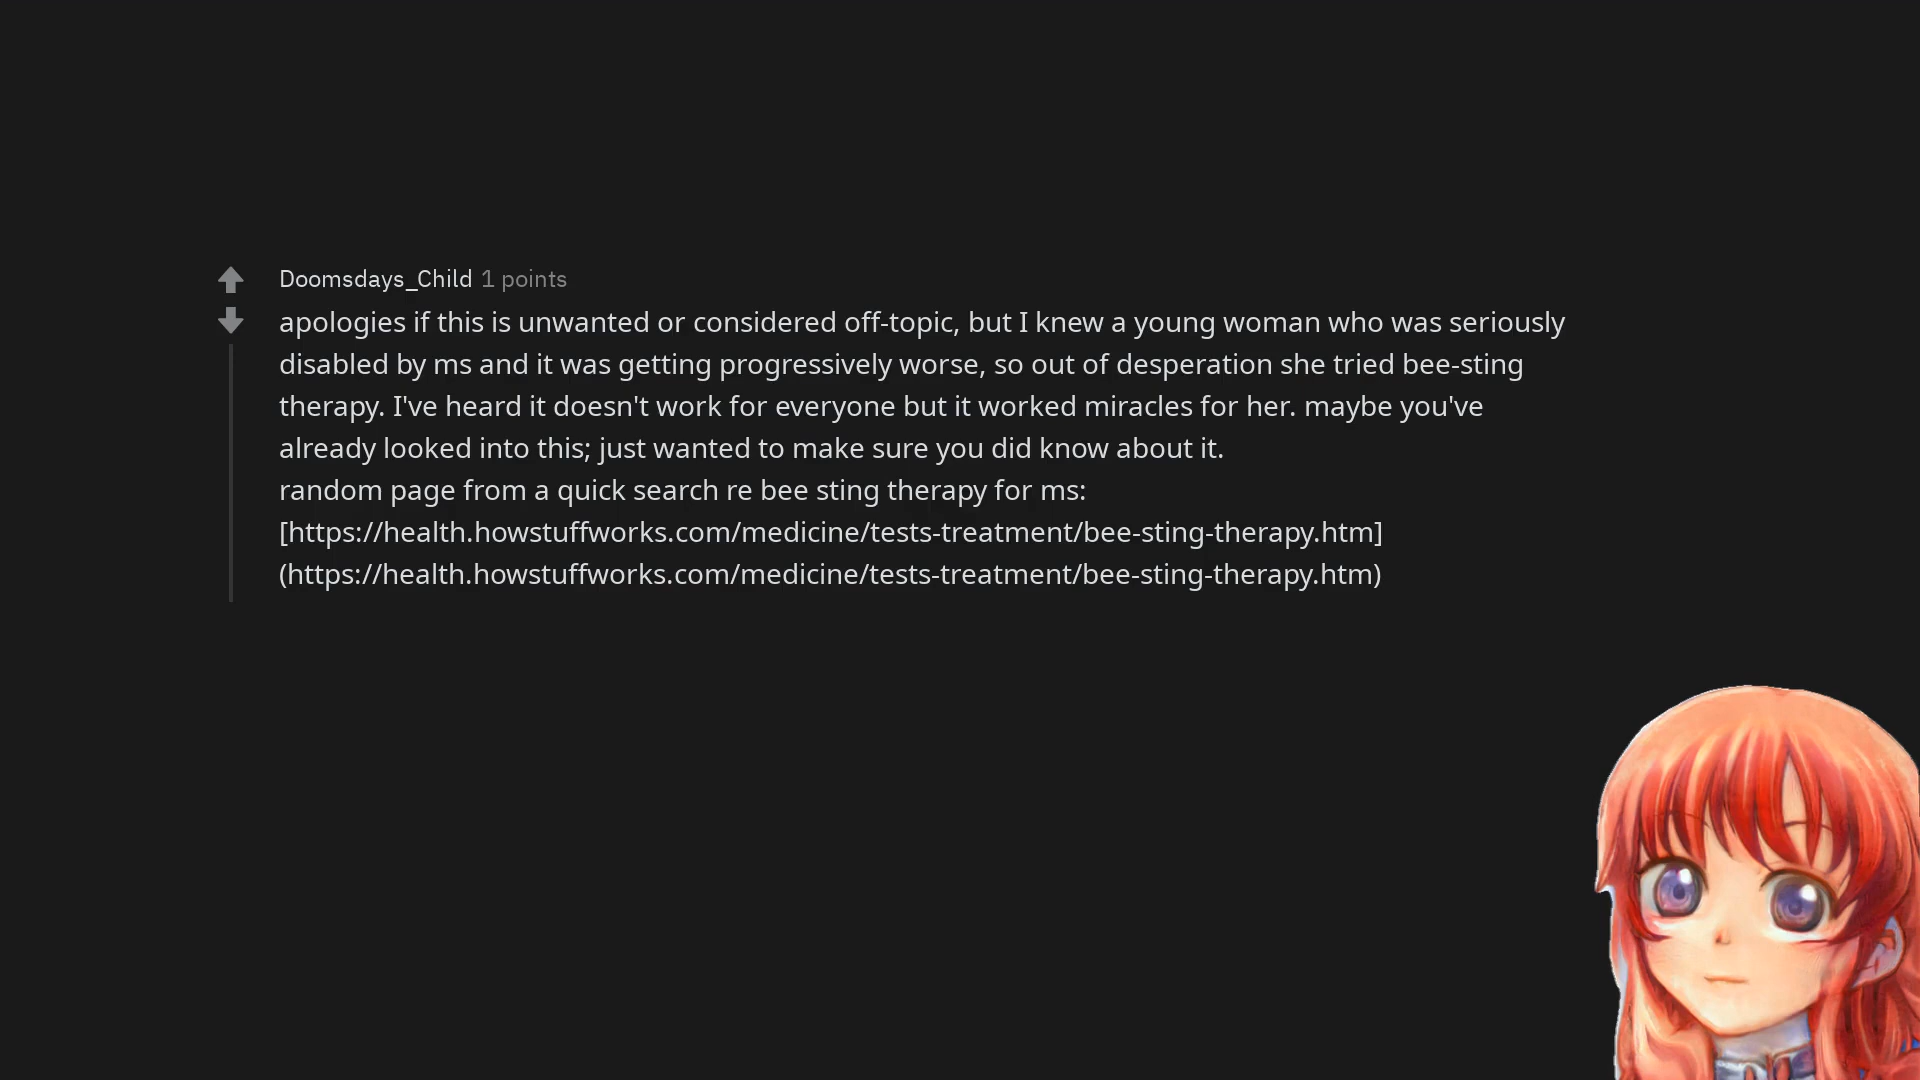 Doomsdays_Child 1 points
apologies if this is unwanted or considered off-topic, but I knew a young woman who was seriously
disabled by ms and it was getting progressively worse, so out of desperation she tried bee-sting
therapy. I've heard it doesn't work for everyone but it worked miracles for her. maybe you've
already looked into this; just wanted to make sure you did know about it.
random page from a quick search re bee sting therapy for ms:
[https://health.howstuffworks.com/medicine/tests-treatment/bee-sting-therapy.htm]
(https://health.howstuffworks.com/medicine/tests-treatment/bee-sting-therapy.htm)